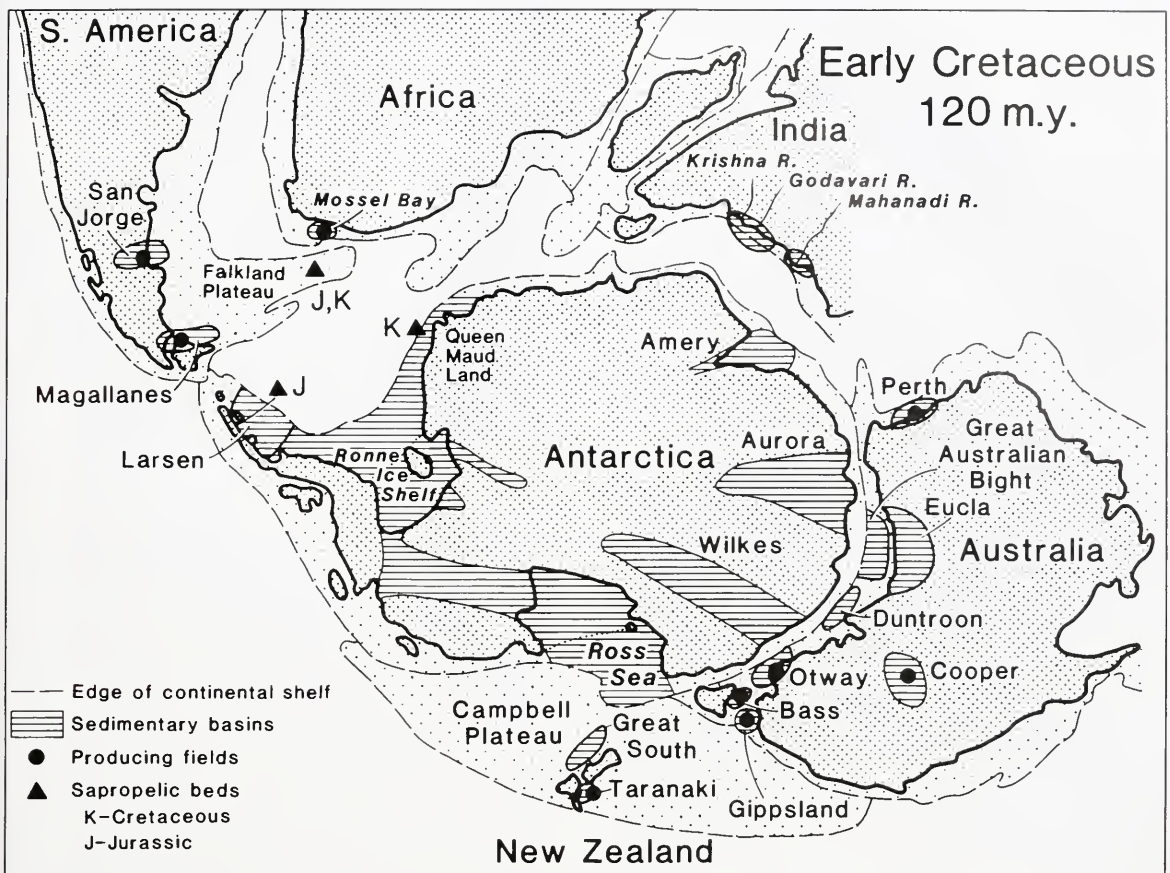 S. America
Africa
Early Cretaceous
120 m.y.
India
Krishna R.
Godavari R.
Mahanadi R.
San
Jorge
Mossel Bay
Falkland
Plateau
J,K
K
Queen
Maud
Land
Amery
Magallanes
J
Perth
Larsen
Ronne
Ice
Shelf
Antarctica
Aurora
Great
Australian
Bight
Eucla
Wilkes
Australia
Duntroon
Ross
Sea
Otway
Cooper
Bass
Campbell
Plateau
Great
South
Taranaki
Gippsland
New Zealand
Edge of continental shelf
Sedimentary basins
Producing fields
Sapropelic beds
K-Cretaceous
J-Jurassic